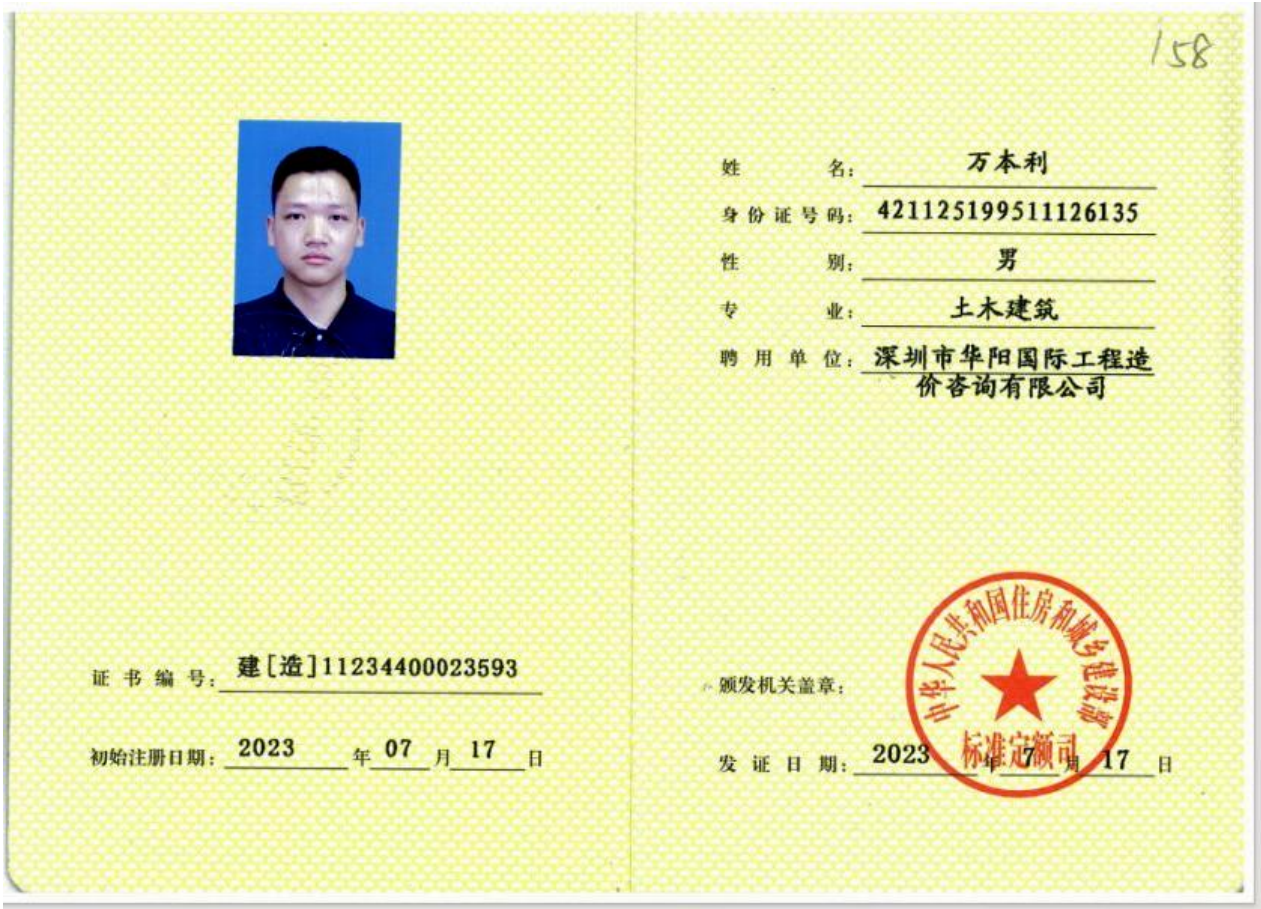 158
姓名：万本利
身份证号码：421125199511126135
性别：男
专业：土木建筑
聘用单位：深圳市华阳国际工程造
价咨询有限公司
证书编号：建[造]11234400023593
初始注册日期：2023年07月17日
颁发机关盖章：
中华人民共和国住房和城乡建设部
标准定额司
发证日期：2023年7月17日